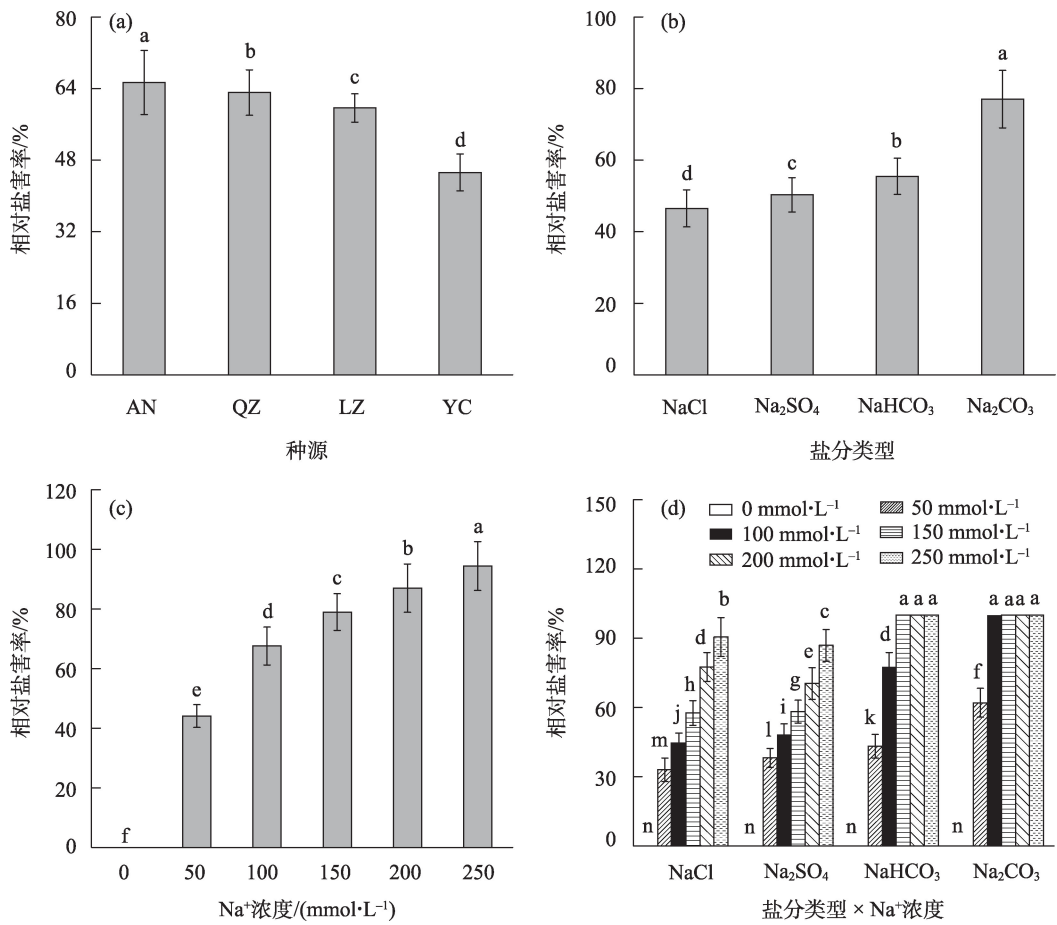 (a)
80
64
48
32
16
0
相对盐害率/%
a
b
c
d
AN QZ LZ YC
种源
(b)
100
80
60
40
20
0
相对盐害率/%
d
c
b
a
NaCl Na₂SO₄ NaHCO₃ Na₂CO₃
盐分类型
(c)
120
100
80
60
40
20
0
相对盐害率/%
f
e
d
c
b
a
0 50 100 150 200 250
Na⁺浓度/(mmol·L⁻¹)
(d)
0 mmol·L⁻¹ 50 mmol·L⁻¹
100 mmol·L⁻¹ 150 mmol·L⁻¹
200 mmol·L⁻¹ 250 mmol·L⁻¹
150
120
90
60
30
0
相对盐害率/%
n m j h d b
n l i g e c
n k d a a a
n f a a a a
NaCl Na₂SO₄ NaHCO₃ Na₂CO₃
盐分类型 × Na⁺浓度